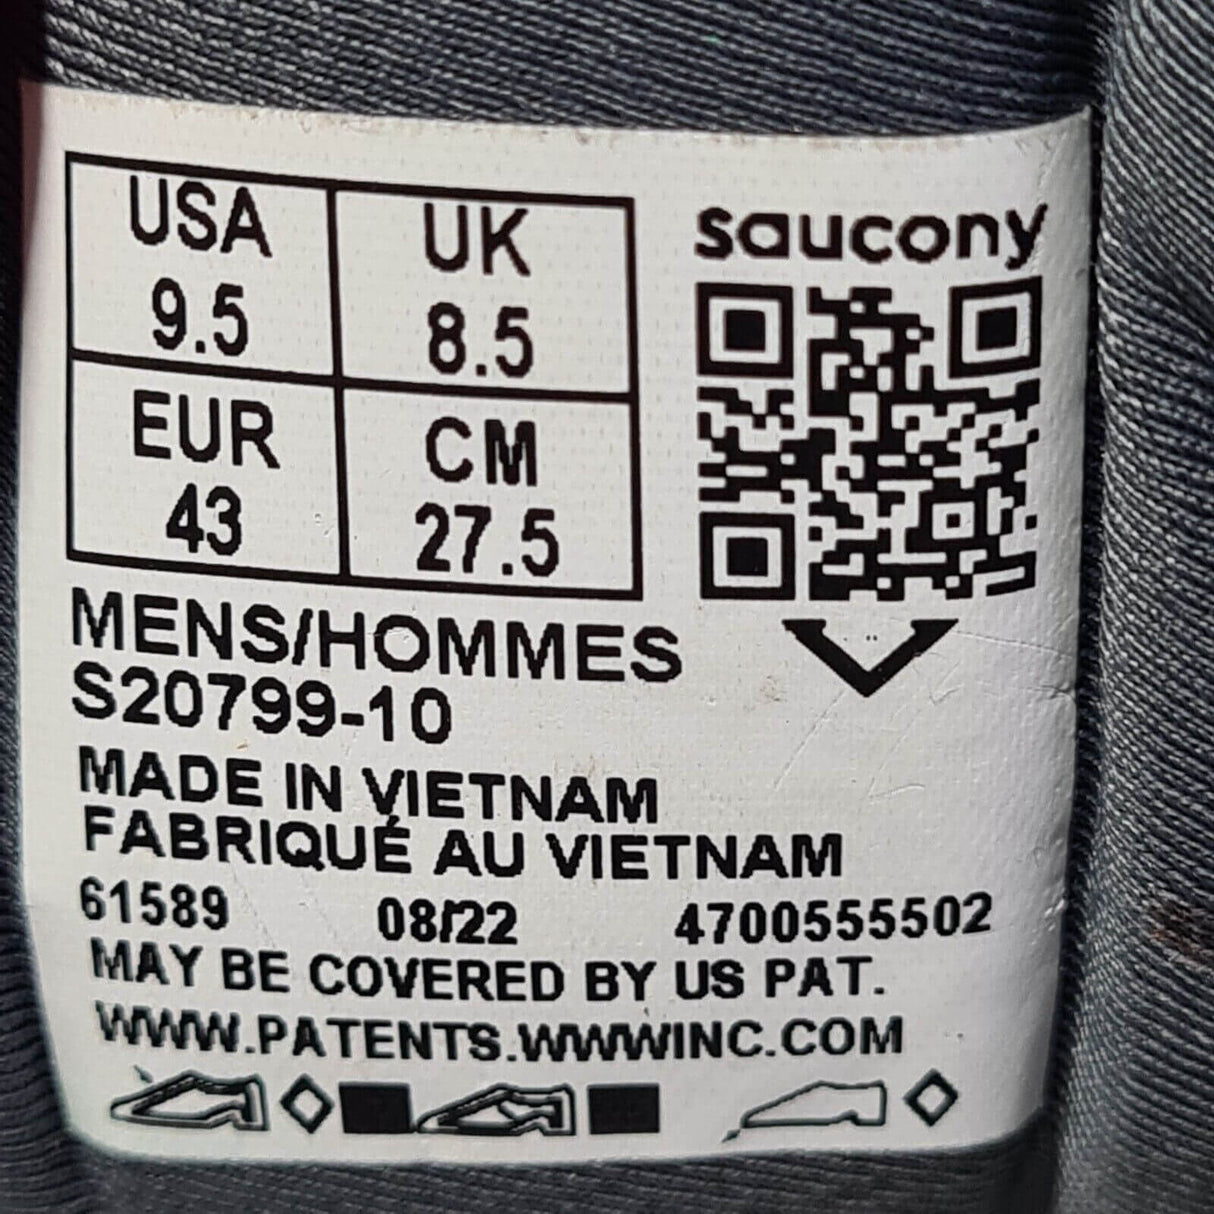 USA
9.5
UK
8.5
EUR
43
CM
27.5
saucony
MENS/HOMMES
S20799-10
MADE IN VIETNAM
FABRIQUÉ AU VIETNAM
61589 08/22 4700555502
MAY BE COVERED BY US PAT.
WWW.PATENTS.WWWINC.COM